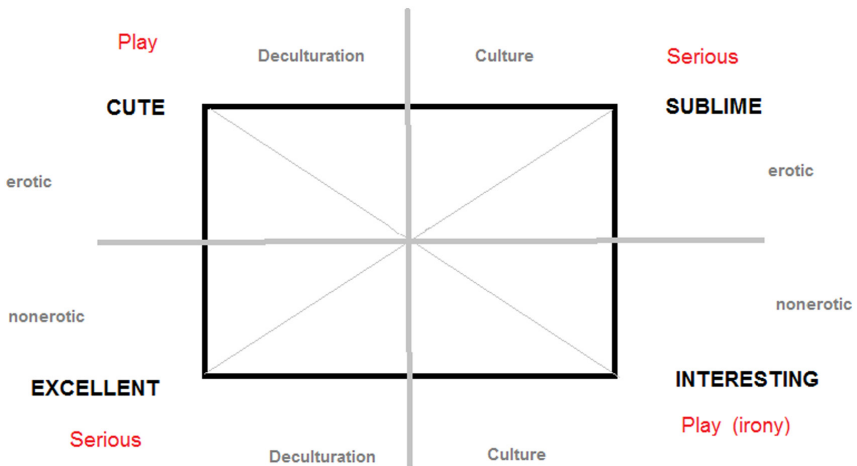 Play
Deculturation
Culture
Serious
CUTE
SUBLIME
erotic
erotic
nonerotic
nonerotic
EXCELLENT
INTERESTING
Serious
Play (irony)
Deculturation
Culture